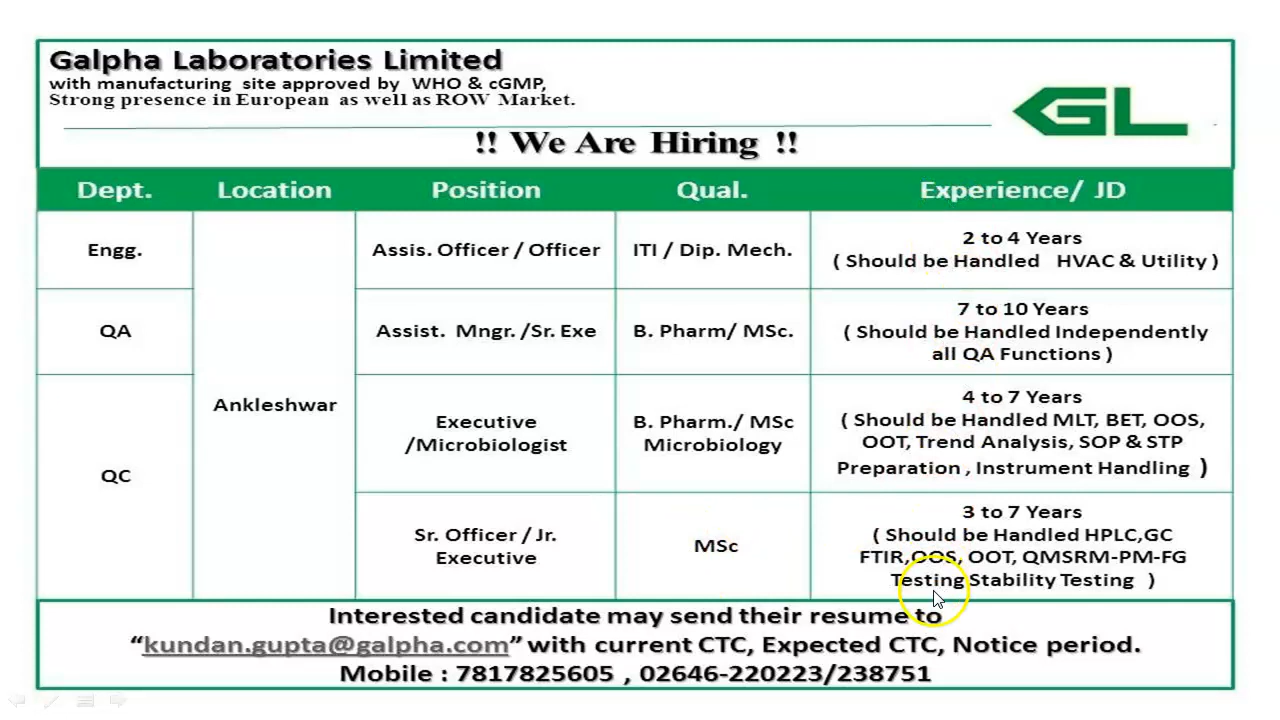 Galpha Laboratories Limited
with manufacturing site approved by WHO & cGMP,
Strong presence in European as well as ROW Market.
GL
!! We Are Hiring !!
Dept. Location Position Qual. Experience/ JD
Engg.
Assis. Officer / Officer
ITI / Dip. Mech.
2 to 4 Years
( Should be Handled HVAC & Utility )
QA
Assist. Mngr. /Sr. Exe
B. Pharm/ MSc.
7 to 10 Years
( Should be Handled Independently
all QA Functions )
Ankleshwar
QC
Executive
/Microbiologist
B. Pharm./ MSc
Microbiology
4 to 7 Years
( Should be Handled MLT, BET, OOS,
OOT, Trend Analysis, SOP & STP
Preparation , Instrument Handling )
Sr. Officer / Jr.
Executive
MSc
3 to 7 Years
( Should be Handled HPLC,GC
FTIR,OOS, OOT, QMSRM-PM-FG
Testing Stability Testing )
Interested candidate may send their resume to
“kundan.gupta@galpha.com” with current CTC, Expected CTC, Notice period.
Mobile : 7817825605 , 02646-220223/238751